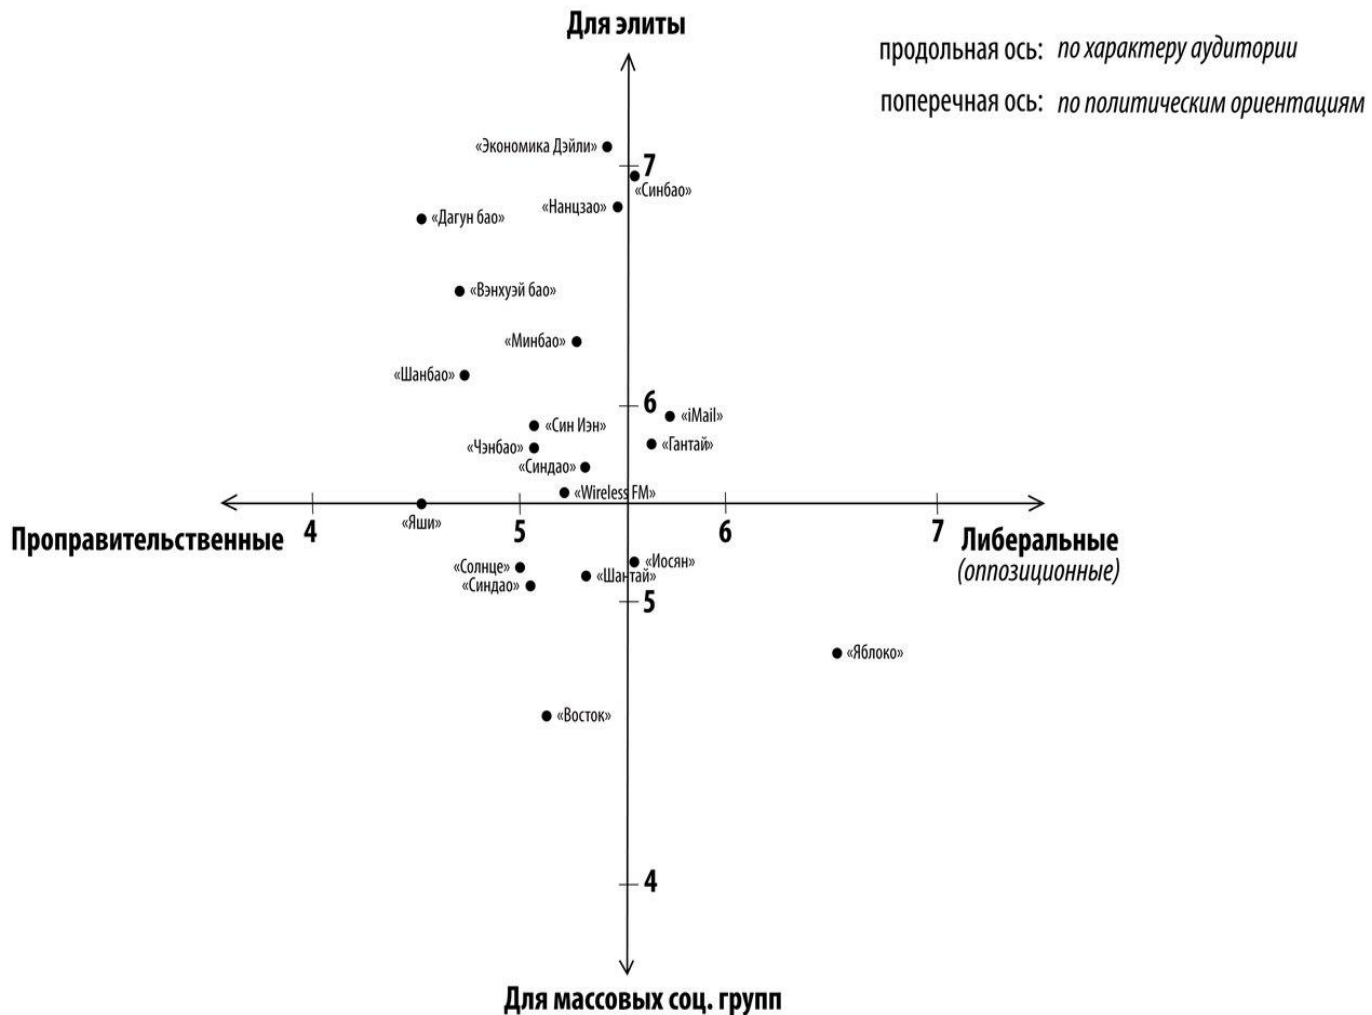 Для элиты
продольная ось: по характеру аудитории
поперечная ось: по политическим ориентациям
«Экономика Дэйли»
7
«Синбао»
«Нанцзао»
«Дагун бао»
«Вэнхуэй бао»
«Минбао»
«Шанбао»
6
«iMail»
«Син Иэн»
«Гантай»
«Чэнбао»
«Синдао»
«Wireless FM»
«Яши»
4
5
6
7
Проправительственные
Либеральные
(оппозиционные)
«Иосян»
«Солнце»
«Шантай»
«Синдао»
5
«Яблоко»
«Восток»
4
Для массовых соц. групп